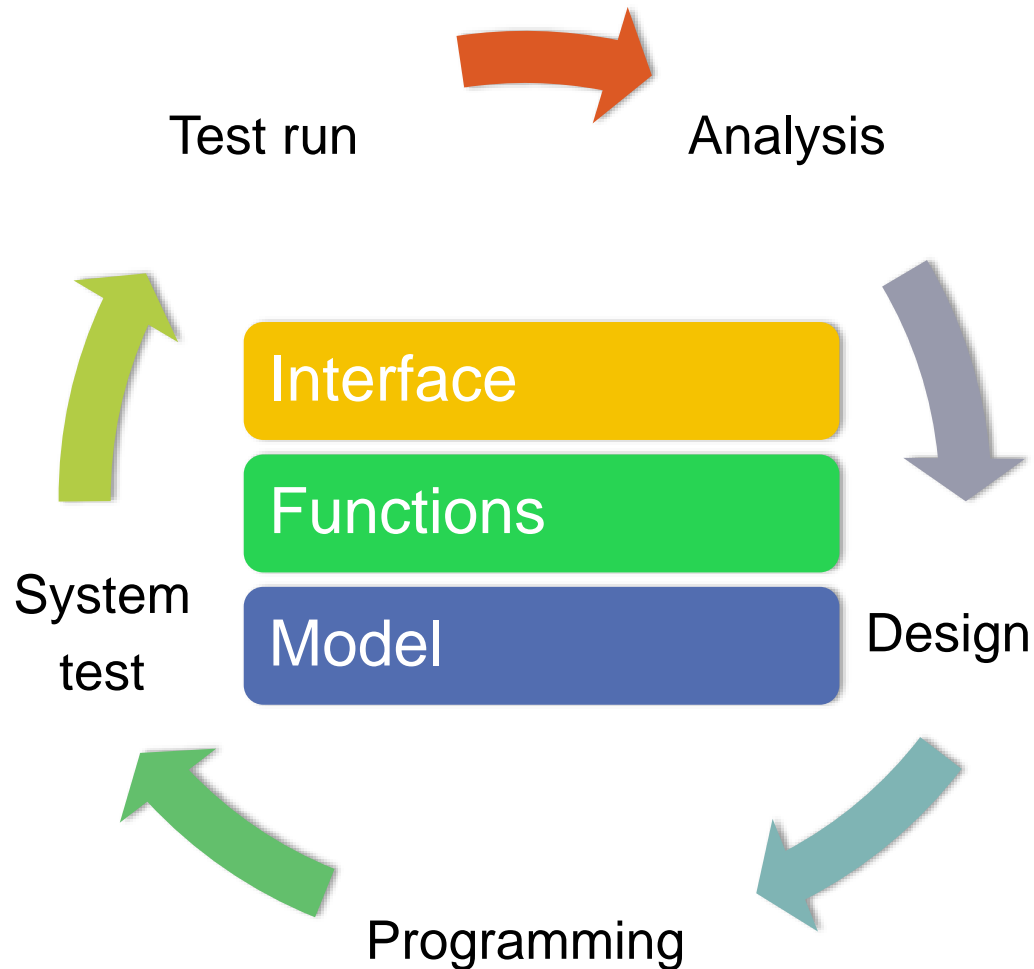 Test run
Analysis
Interface
Functions
Model
System
test
Design
Programming